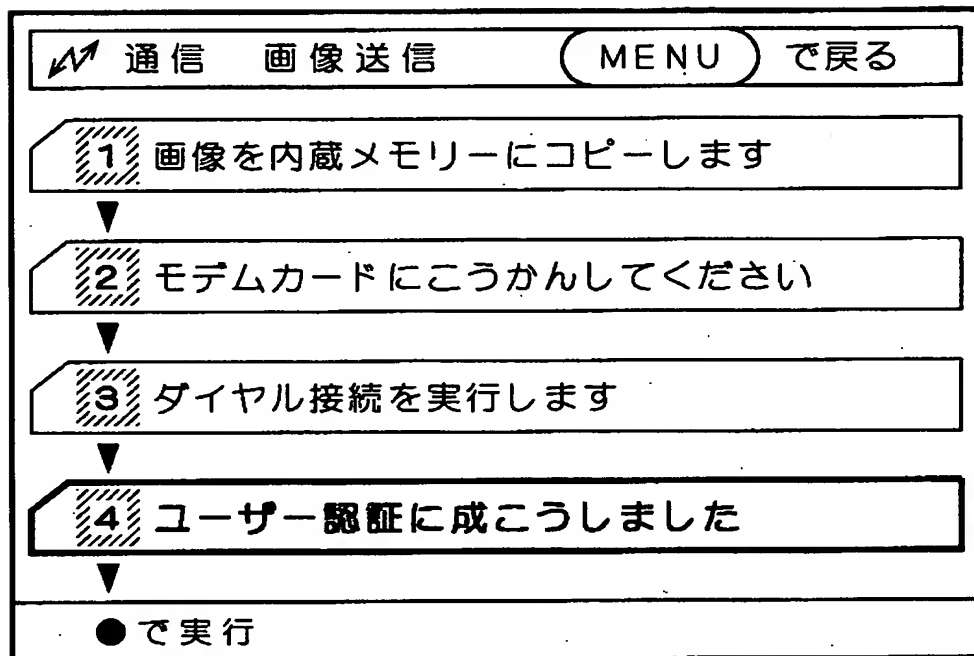 通信 画像送信 MENU で戻る
1 画像を内蔵メモリーにコピーします
2 モデムカードにこうかんしてください
3 ダイヤル接続を実行します
4 ユーザー認証に成こうしました
●で実行